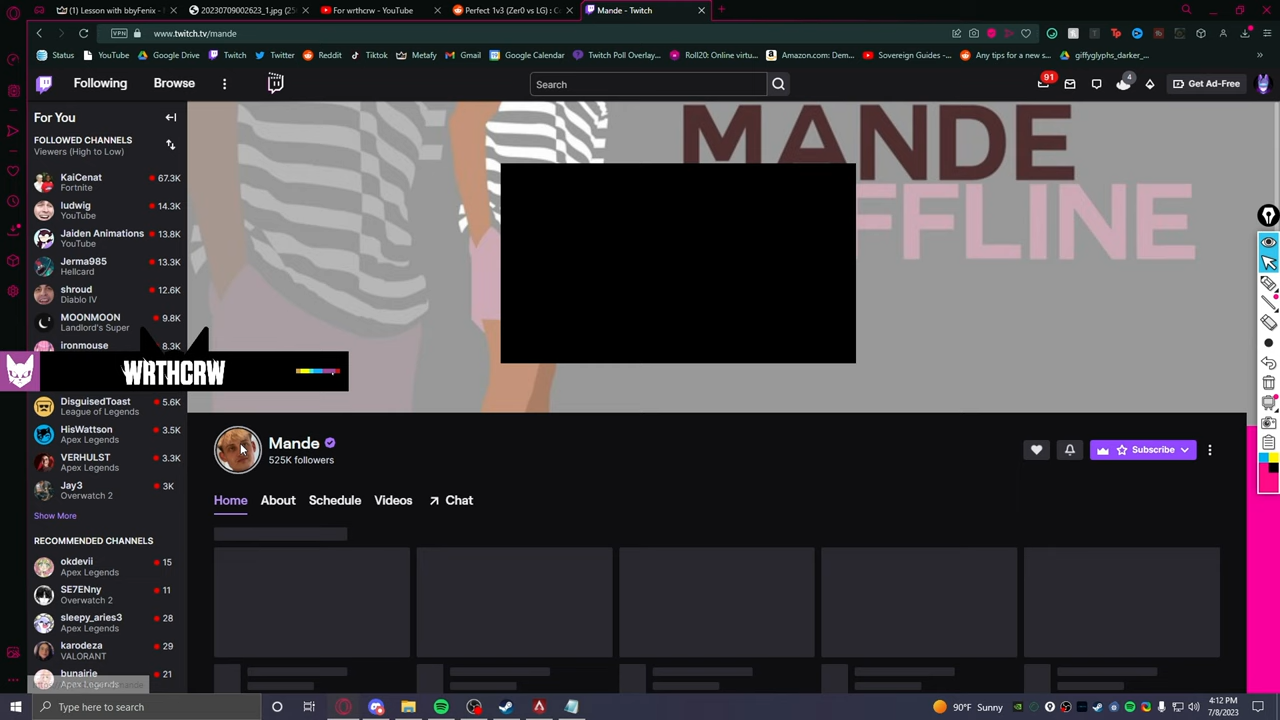 (1) Lesson with bbyFenix -
20230709002623_1.jpg (25
For wrthcrw - YouTube
Perfect 1v3 (Zer0 vs LG) : Co
Mande - Twitch
VPN
www.twitch.tv/mande
Status
YouTube
Google Drive
Twitch
Twitter
Reddit
Tiktok
Metafy
Gmail
Google Calendar
Twitch Poll Overlay...
Roll20: Online virtu...
Amazon.com: Dem...
Sovereign Guides -...
Any tips for a new s...
giffyglyphs_darker_...
Following
Browse
Search
91
4
Get Ad-Free
For You
FOLLOWED CHANNELS
Viewers (High to Low)
KaiCenat 67.3K
Fortnite
ludwig 14.3K
YouTube
Jaiden Animations 13.8K
YouTube
Jerma985 13.3K
Hellcard
shroud 12.6K
Diablo IV
MOONMOON 9.8K
Landlord's Super
ironmouse 8.3K
WRTHCRW
DisguisedToast 5.6K
League of Legends
HisWattson 3.5K
Apex Legends
VERHULST 3.3K
Apex Legends
Jay3 3K
Overwatch 2
Show More
RECOMMENDED CHANNELS
okdevii 15
Apex Legends
SE7ENny 11
Overwatch 2
sleepy_aries3 28
Apex Legends
karodeza 29
VALORANT
bunairie 21
Apex Legends
MANDE
FFLINE
Mande
525K followers
Subscribe
Home
About
Schedule
Videos
Chat
Type here to search
90°F Sunny
4:12 PM
7/8/2023